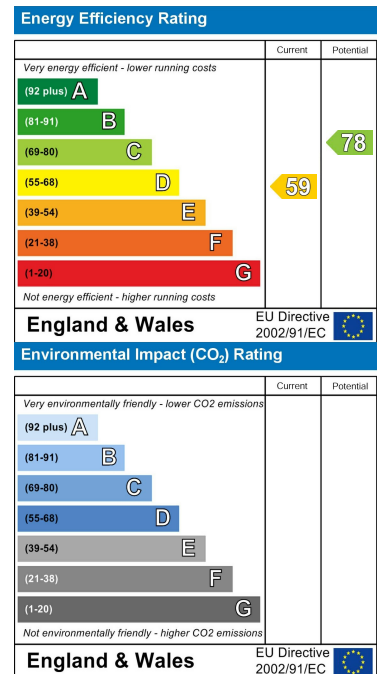 Energy Efficiency Rating
Current Potential
Very energy efficient - lower running costs
(92 plus) A
(81-91) B
(69-80) C
78
(55-68) D
59
(39-54) E
(21-38) F
(1-20) G
Not energy efficient - higher running costs
England & Wales
EU Directive
2002/91/EC
Environmental Impact (CO₂) Rating
Current Potential
Very environmentally friendly - lower CO2 emissions
(92 plus) A
(81-91) B
(69-80) C
(55-68) D
(39-54) E
(21-38) F
(1-20) G
Not environmentally friendly - higher CO2 emissions
England & Wales
EU Directive
2002/91/EC